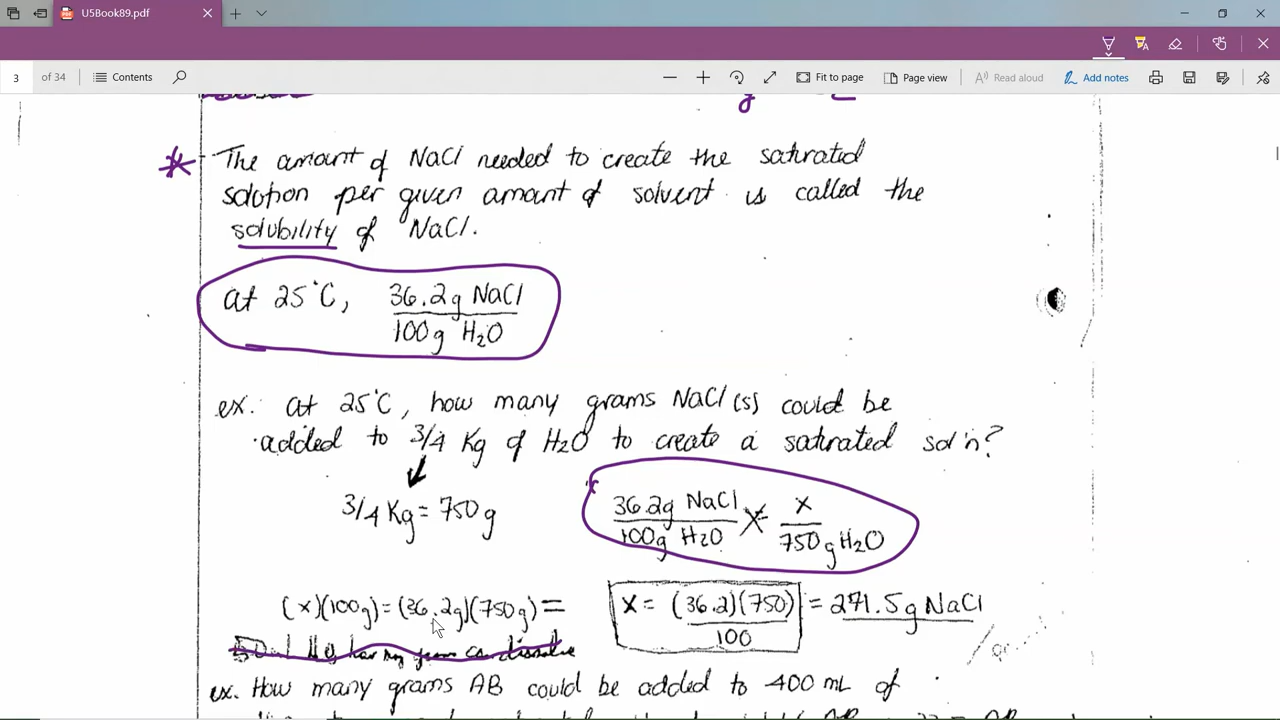 U5Book89.pdf
3 of 34 Contents Fit to page Page view Read aloud Add notes
The amount of NaCl needed to create the saturated
solution per given amount of solvent is called the
solubility of NaCl.
at 25°C, 36.2g NaCl
100g H₂O
ex. at 25°C, how many grams NaCl(s) could be
added to 3/4 Kg of H₂O to create a saturated sol'n?
3/4 Kg = 750g
36.2g NaCl = x
100g H₂O 750g H₂O
(x)(100g) = (36.2g)(750g) =
x = (36.2)(750) = 271.5g NaCl
100
ex. How many grams AB could be added to 400 mL of